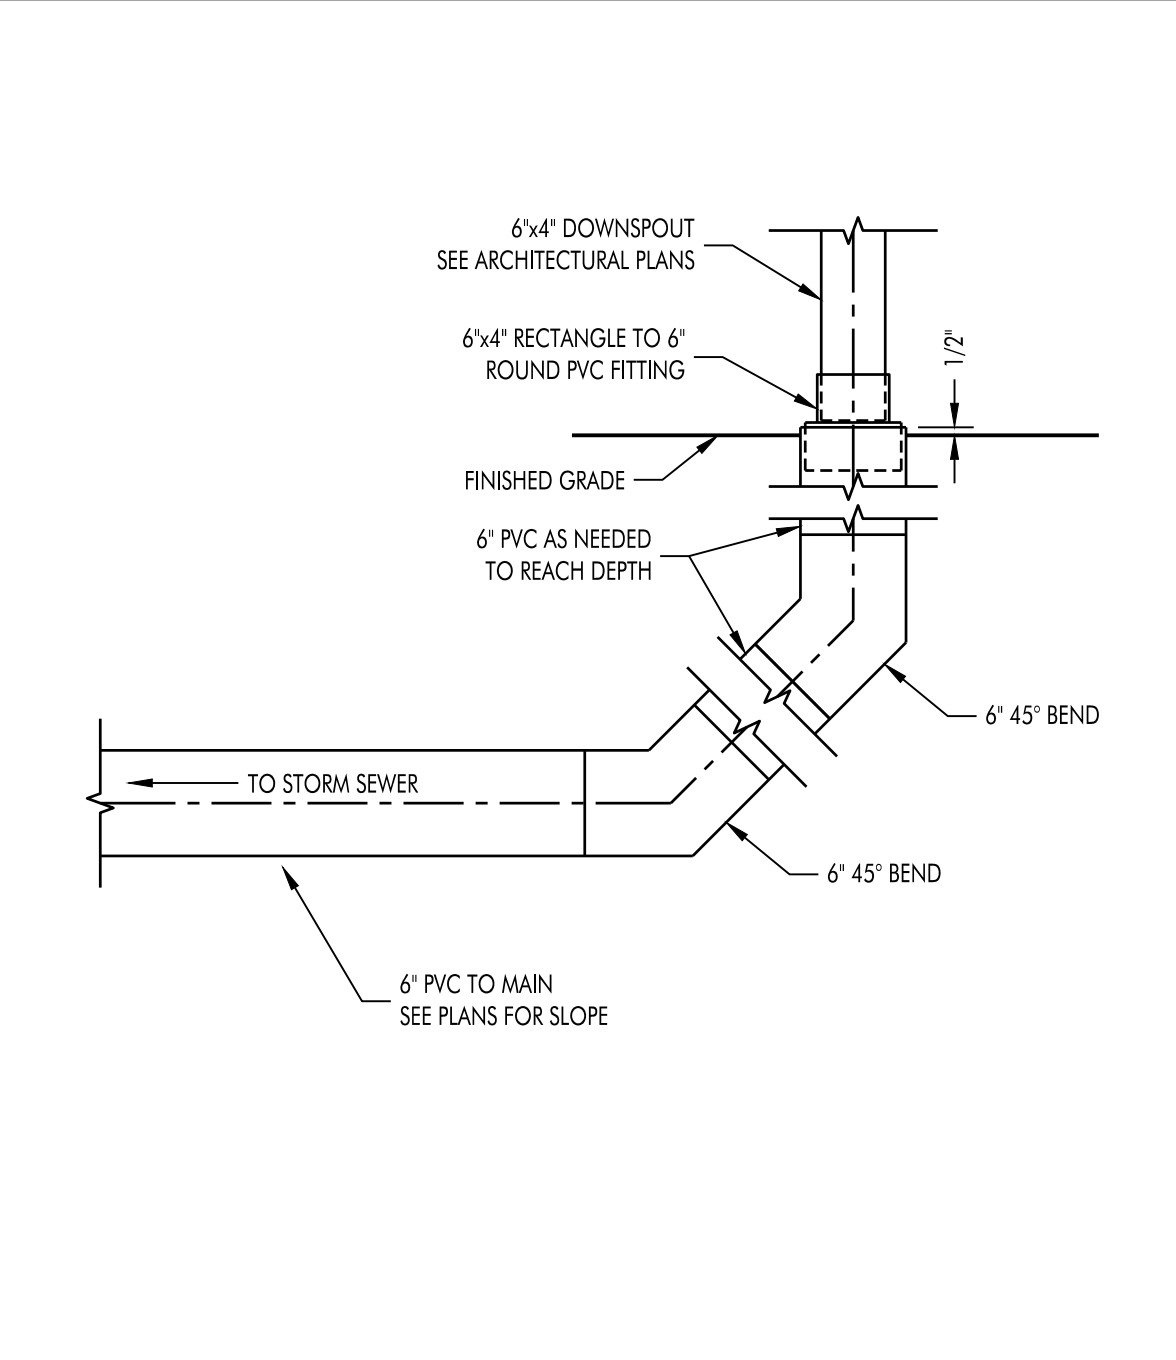 6"x4" DOWNSPOUT
SEE ARCHITECTURAL PLANS
6"x4" RECTANGLE TO 6"
ROUND PVC FITTING
1/2"
FINISHED GRADE
6" PVC AS NEEDED
TO REACH DEPTH
6" 45° BEND
TO STORM SEWER
6" 45° BEND
6" PVC TO MAIN
SEE PLANS FOR SLOPE